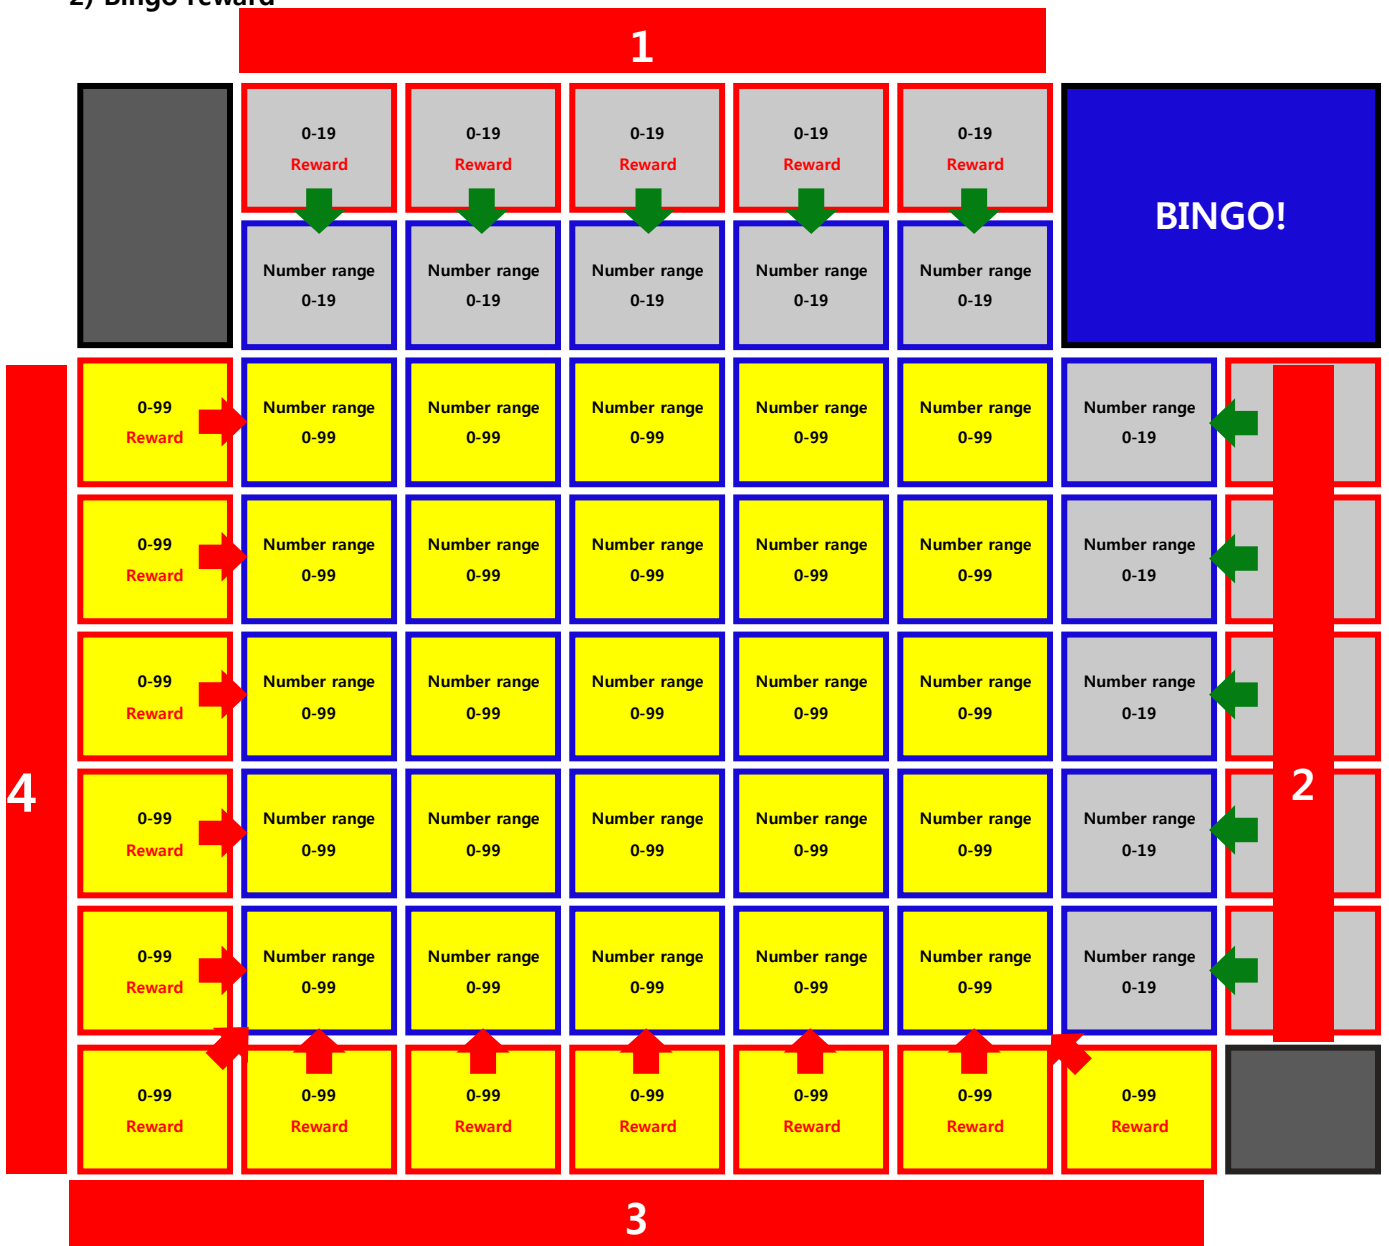 2) Bingo reward
1
0-19 0-19 0-19 0-19 0-19
Reward Reward Reward Reward Reward
BINGO!
Number range Number range Number range Number range Number range
0-19 0-19 0-19 0-19 0-19
0-99 Number range Number range Number range Number range Number range Number range
Reward 0-99 0-99 0-99 0-99 0-99 0-19
0-99 Number range Number range Number range Number range Number range Number range
Reward 0-99 0-99 0-99 0-99 0-99 0-19
0-99 Number range Number range Number range Number range Number range Number range
Reward 0-99 0-99 0-99 0-99 0-99 0-19
4
2
0-99 Number range Number range Number range Number range Number range Number range
Reward 0-99 0-99 0-99 0-99 0-99 0-19
0-99 Number range Number range Number range Number range Number range Number range
Reward 0-99 0-99 0-99 0-99 0-99 0-19
0-99 0-99 0-99 0-99 0-99 0-99 0-99
Reward Reward Reward Reward Reward Reward Reward
3